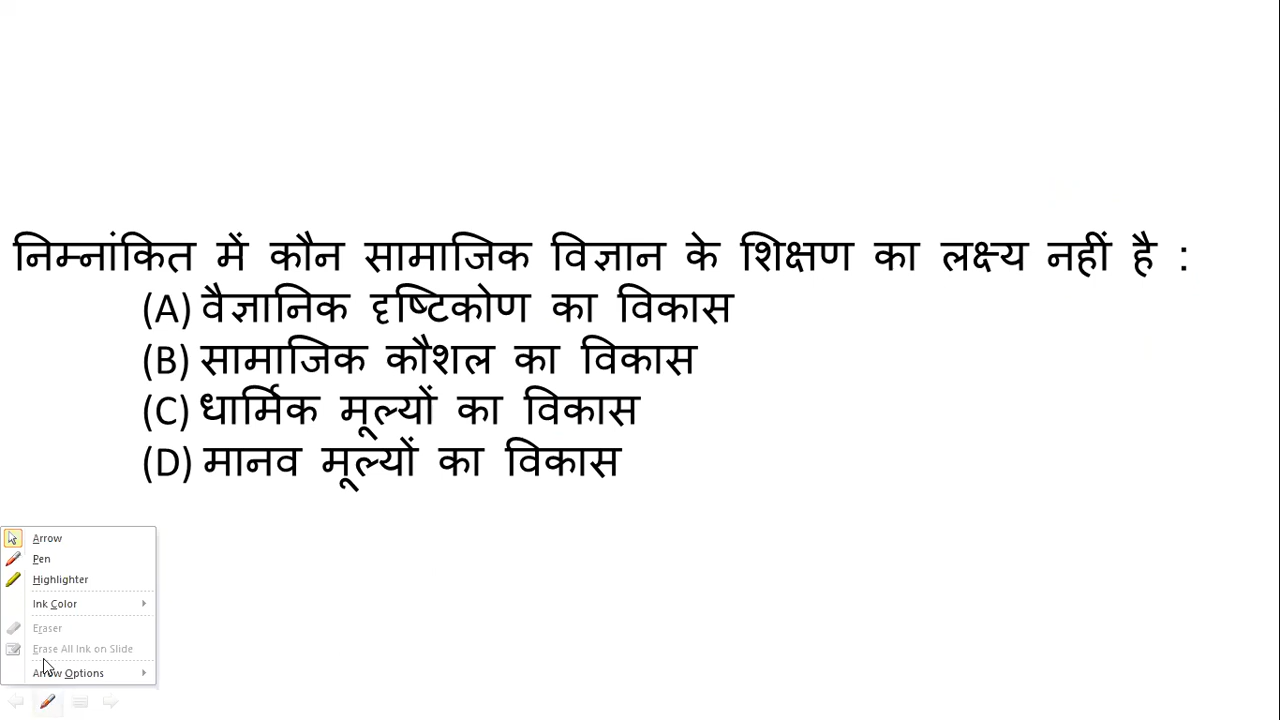 निम्नांकित में कौन सामाजिक विज्ञान के शिक्षण का लक्ष्य नहीं है :
(A) वैज्ञानिक दृष्टिकोण का विकास
(B) सामाजिक कौशल का विकास
(C) धार्मिक मूल्यों का विकास
(D) मानव मूल्यों का विकास
Arrow
Pen
Highlighter
Ink Color
Eraser
Erase All Ink on Slide
Arrow Options